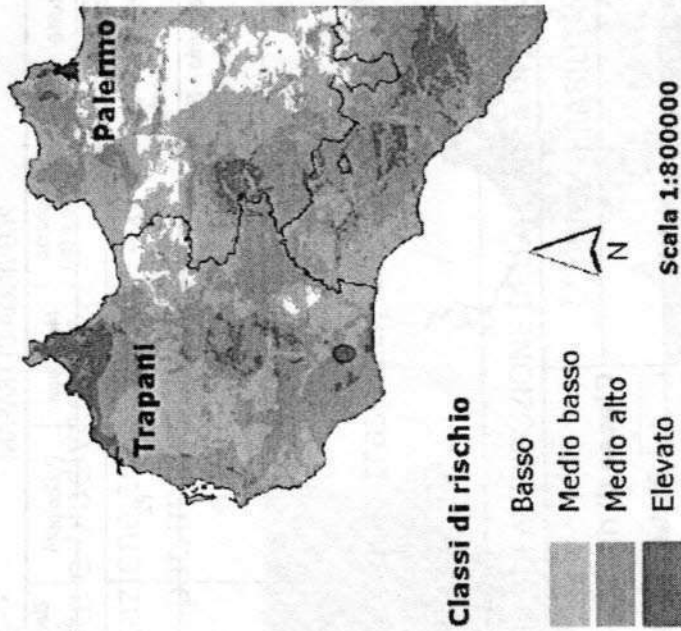 Palermo
Trapani
Classi di rischio
Basso
Medio basso
Medio alto
Elevato
N
Scala 1:800000